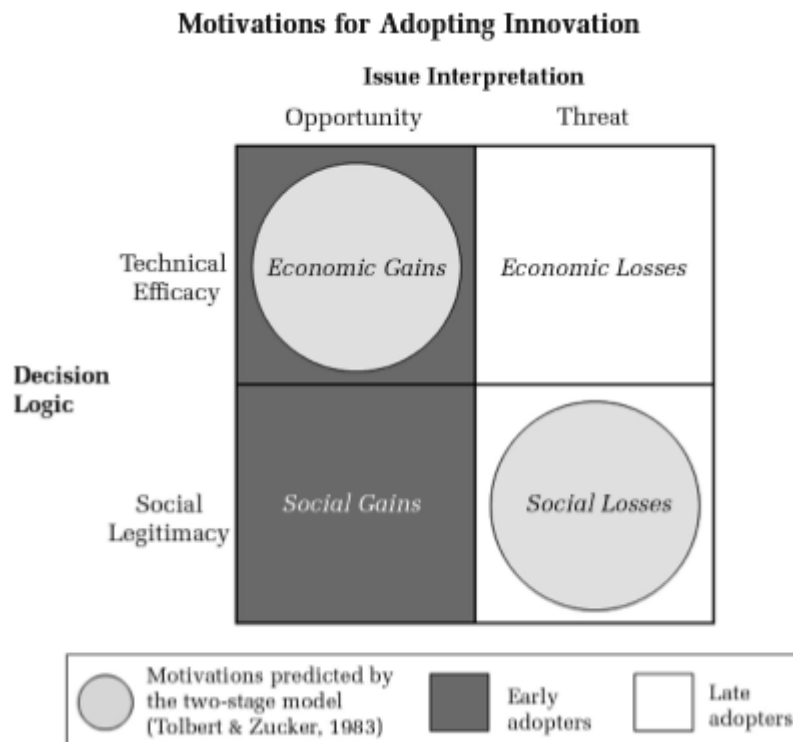 Motivations for Adopting Innovation
Issue Interpretation
Opportunity
Threat
Technical
Efficacy
Economic Gains
Economic Losses
Decision
Logic
Social
Legitimacy
Social Gains
Social Losses
Motivations predicted by
the two-stage model
(Tolbert & Zucker, 1983)
Early
adopters
Late
adopters